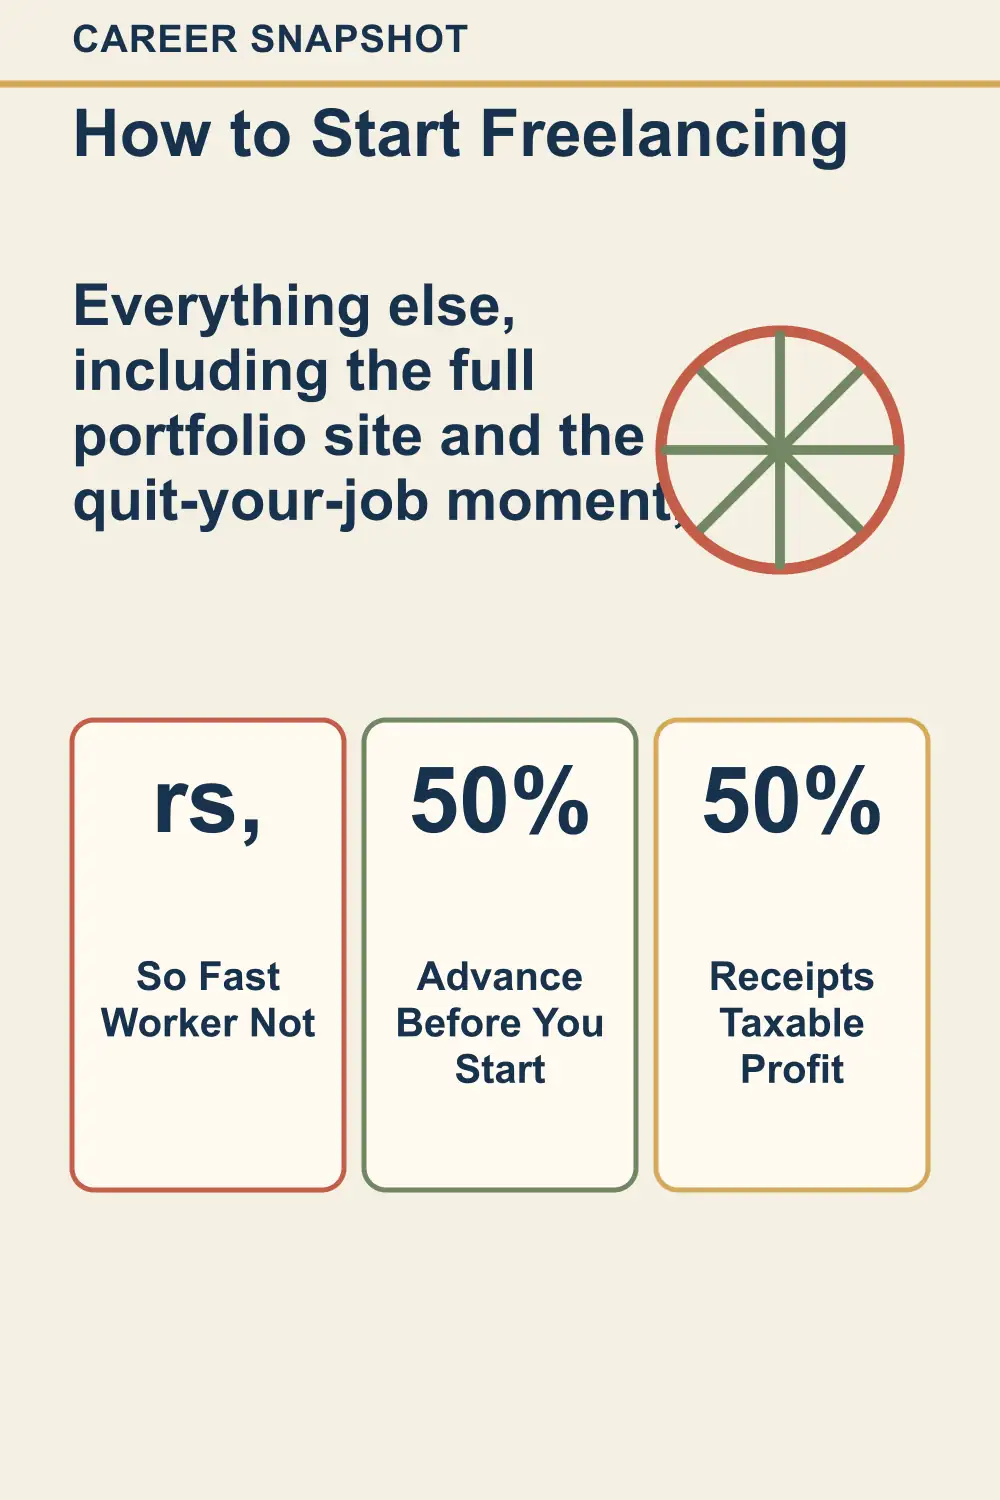 CAREER SNAPSHOT
How to Start Freelancing
Everything else,
including the full
portfolio site and the
quit-your-job moment,
rs,
So Fast
Worker Not
50%
Advance
Before You
Start
50%
Receipts
Taxable
Profit